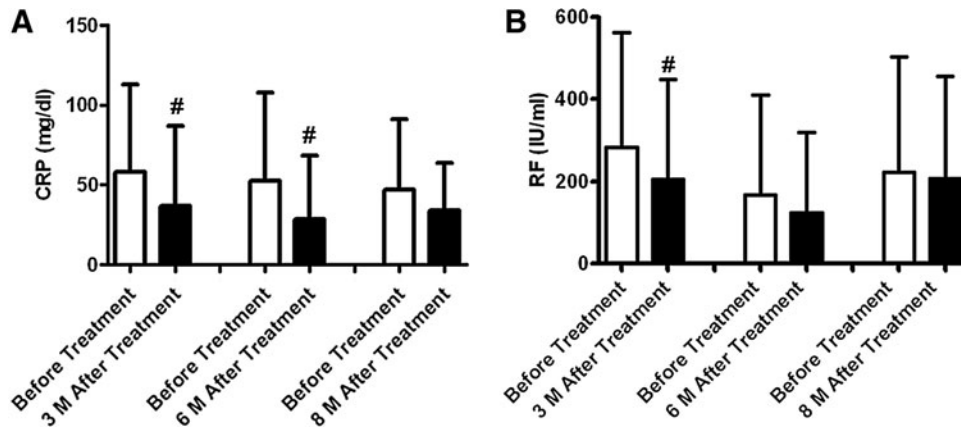 A
CRP (mg/dl)
150
100
50
0
#
#
Before Treatment
3 M After Treatment
Before Treatment
6 M After Treatment
Before Treatment
8 M After Treatment
B
RF (IU/ml)
600
400
200
0
#
Before Treatment
3 M After Treatment
Before Treatment
6 M After Treatment
Before Treatment
8 M After Treatment